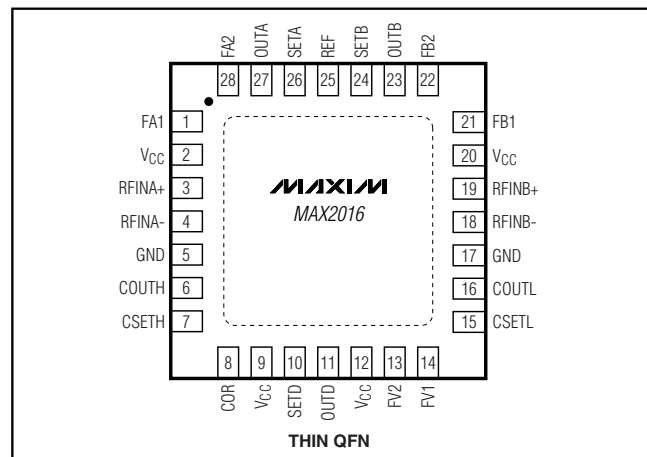 FA2 OUTA SETA REF SETB OUTB FB2
28 27 26 25 24 23 22
FA1 1
VCC 2
RFINA+ 3
RFINA- 4
GND 5
COUTH 6
CSETH 7
MAXIM
MAX2016
21 FB1
20 VCC
19 RFINB+
18 RFINB-
17 GND
16 COUTL
15 CSETL
8 9 10 11 12 13 14
COR VCC SETD OUTD VCC FV2 FV1
THIN QFN